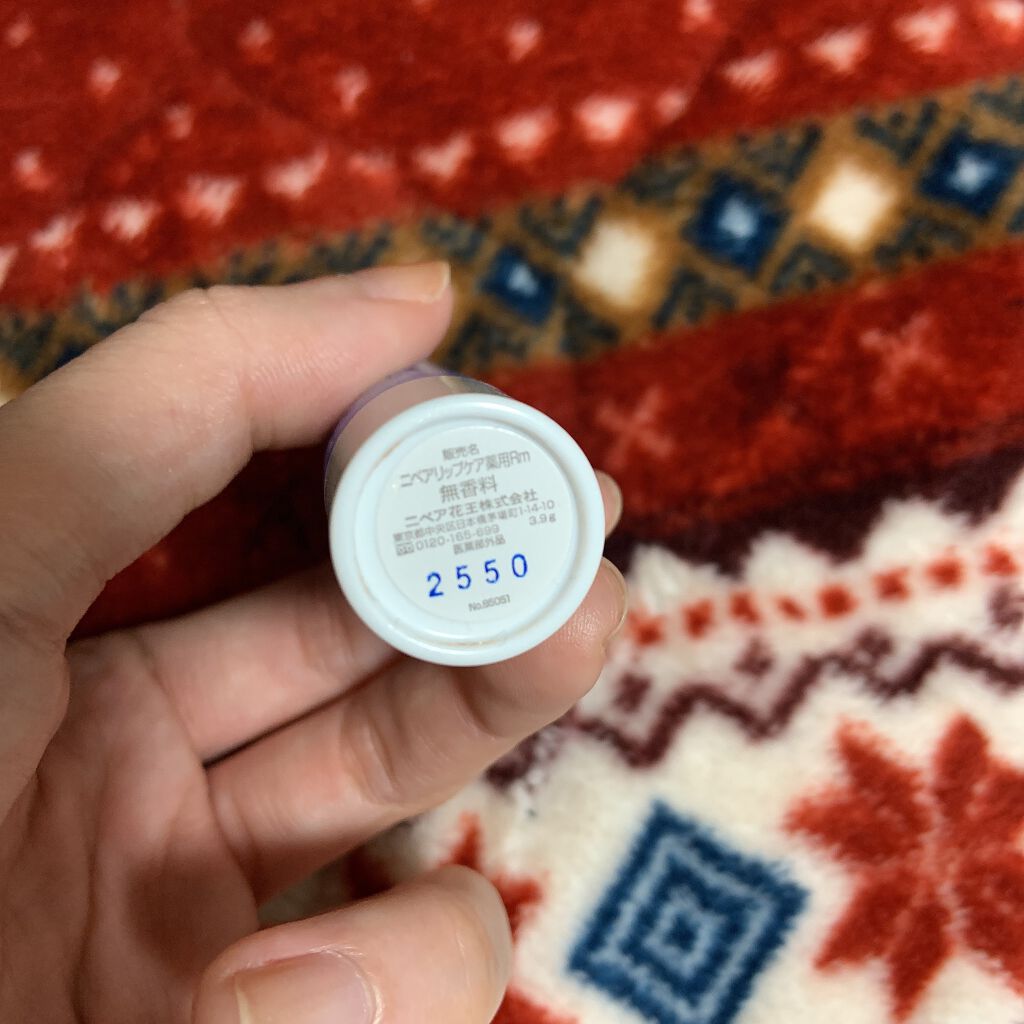 販売名
ニベアリップケア薬用Rm
無香料
ニベア花王株式会社
東京都中央区日本橋茅場町1-14-10
0120-165-699 3.9g
医薬部外品
2550
No.85051